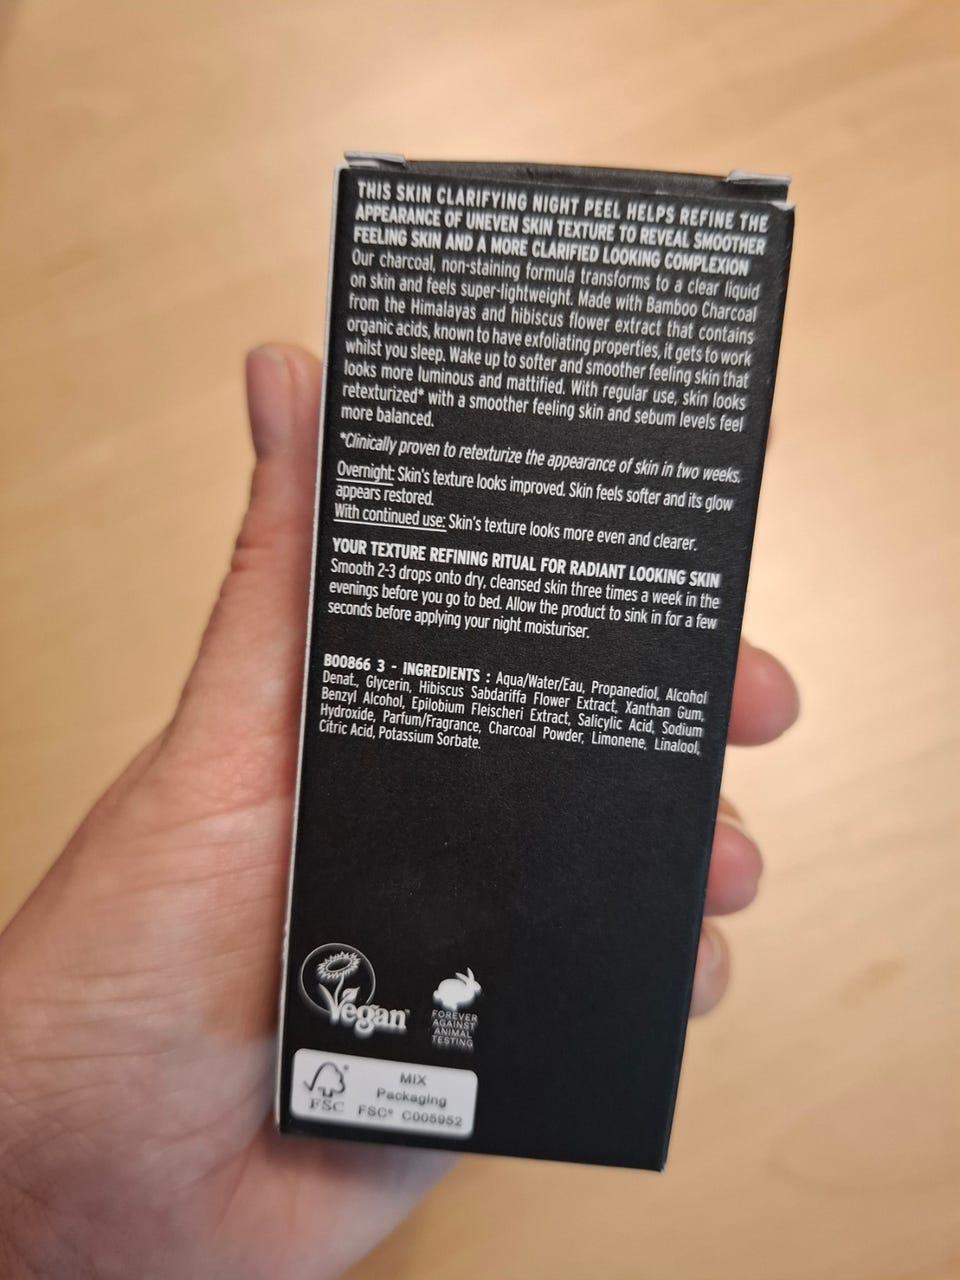 THIS SKIN CLARIFYING NIGHT PEEL HELPS REFINE THE
APPEARANCE OF UNEVEN SKIN TEXTURE TO REVEAL SMOOTHER
FEELING SKIN AND A MORE CLARIFIED LOOKING COMPLEXION
Our charcoal, non-staining formula transforms to a clear liquid
on skin and feels super-lightweight. Made with Bamboo Charcoal
from the Himalayas and hibiscus flower extract that contains
organic acids, known to have exfoliating properties, it gets to work
whilst you sleep. Wake up to softer and smoother feeling skin that
looks more luminous and mattified. With regular use, skin looks
retexturized* with a smoother feeling skin and sebum levels feel
more balanced.
*Clinically proven to retexturize the appearance of skin in two weeks.
Overnight: Skin's texture looks improved. Skin feels softer and its glow
appears restored.
With continued use: Skin's texture looks more even and clearer.
YOUR TEXTURE REFINING RITUAL FOR RADIANT LOOKING SKIN
Smooth 2-3 drops onto dry, cleansed skin three times a week in the
evenings before you go to bed. Allow the product to sink in for a few
seconds before applying your night moisturiser.
B00866 3 - INGREDIENTS : Aqua/Water/Eau, Propanediol, Alcohol
Denat., Glycerin, Hibiscus Sabdariffa Flower Extract, Xanthan Gum,
Benzyl Alcohol, Epilobium Fleischeri Extract, Salicylic Acid, Sodium
Hydroxide, Parfum/Fragrance, Charcoal Powder, Limonene, Linalool,
Citric Acid, Potassium Sorbate.
Vegan™
FOREVER
AGAINST
ANIMAL
TESTING
FSC®
MIX
Packaging
FSC® C005952